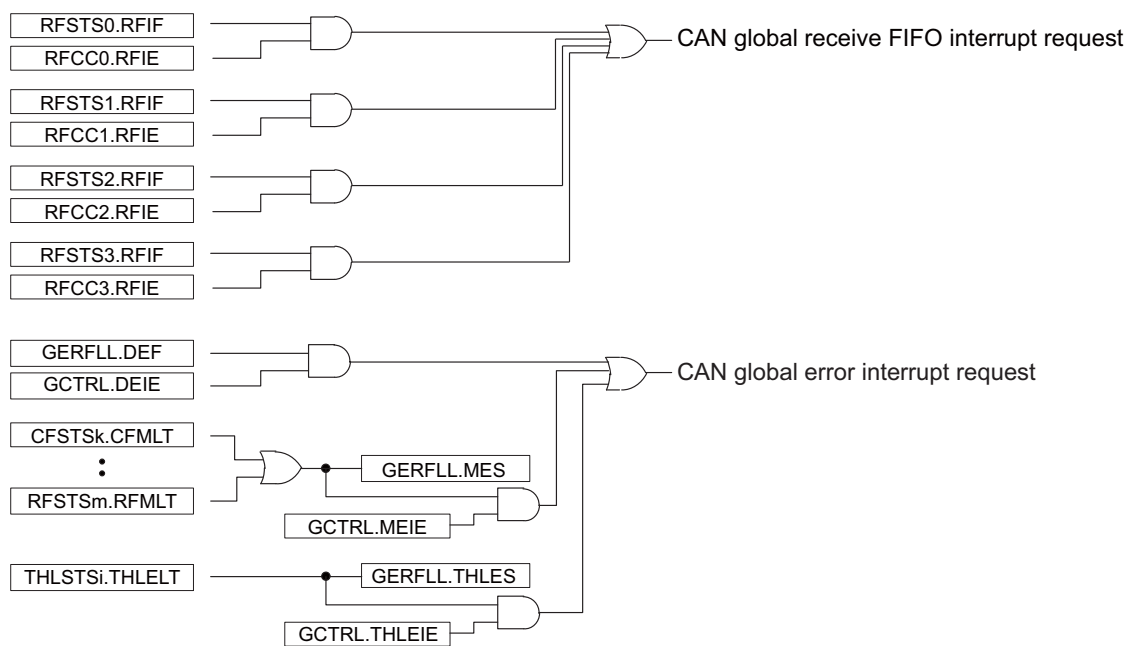 RFSTS0.RFIF
RFCC0.RFIE
CAN global receive FIFO interrupt request
RFSTS1.RFIF
RFCC1.RFIE
RFSTS2.RFIF
RFCC2.RFIE
RFSTS3.RFIF
RFCC3.RFIE
GERFLL.DEF
GCTRL.DEIE
CAN global error interrupt request
CFSTSk.CFMLT
RFSTSm.RFMLT
GERFLL.MES
GCTRL.MEIE
THLSTSi.THLELT
GERFLL.THLES
GCTRL.THLEIE